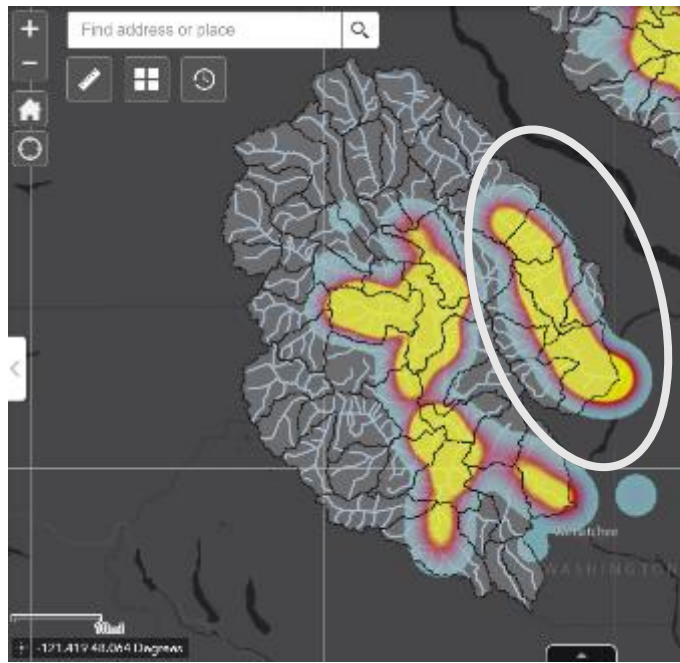 Find address or place
Wenatchee
WASHINGTON
10mi
-121.419 48.064 Degrees